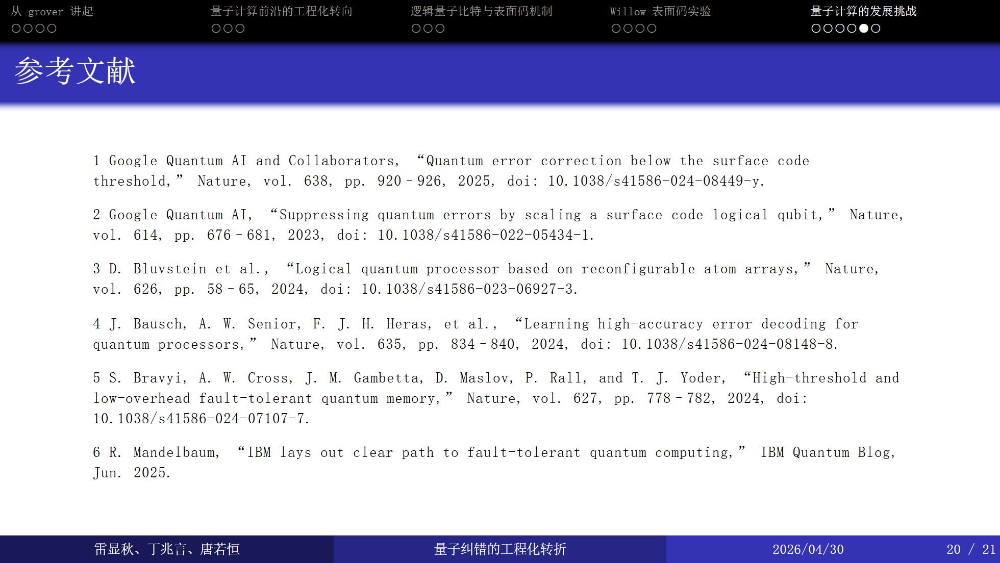 从 grover 讲起
量子计算前沿的工程化转向
逻辑量子比特与表面码机制
Willow 表面码实验
量子计算的发展挑战
参考文献
1 Google Quantum AI and Collaborators, “Quantum error correction below the surface code
threshold,” Nature, vol. 638, pp. 920–926, 2025, doi: 10.1038/s41586-024-08449-y.
2 Google Quantum AI, “Suppressing quantum errors by scaling a surface code logical qubit,” Nature,
vol. 614, pp. 676–681, 2023, doi: 10.1038/s41586-022-05434-1.
3 D. Bluvstein et al., “Logical quantum processor based on reconfigurable atom arrays,” Nature,
vol. 626, pp. 58–65, 2024, doi: 10.1038/s41586-023-06927-3.
4 J. Bausch, A. W. Senior, F. J. H. Heras, et al., “Learning high-accuracy error decoding for
quantum processors,” Nature, vol. 635, pp. 834–840, 2024, doi: 10.1038/s41586-024-08148-8.
5 S. Bravyi, A. W. Cross, J. M. Gambetta, D. Maslov, P. Rall, and T. J. Yoder, “High-threshold and
low-overhead fault-tolerant quantum memory,” Nature, vol. 627, pp. 778–782, 2024, doi:
10.1038/s41586-024-07107-7.
6 R. Mandelbaum, “IBM lays out clear path to fault-tolerant quantum computing,” IBM Quantum Blog,
Jun. 2025.
雷显秋、丁兆言、唐若恒
量子纠错的工程化转折
2026/04/30
20 / 21